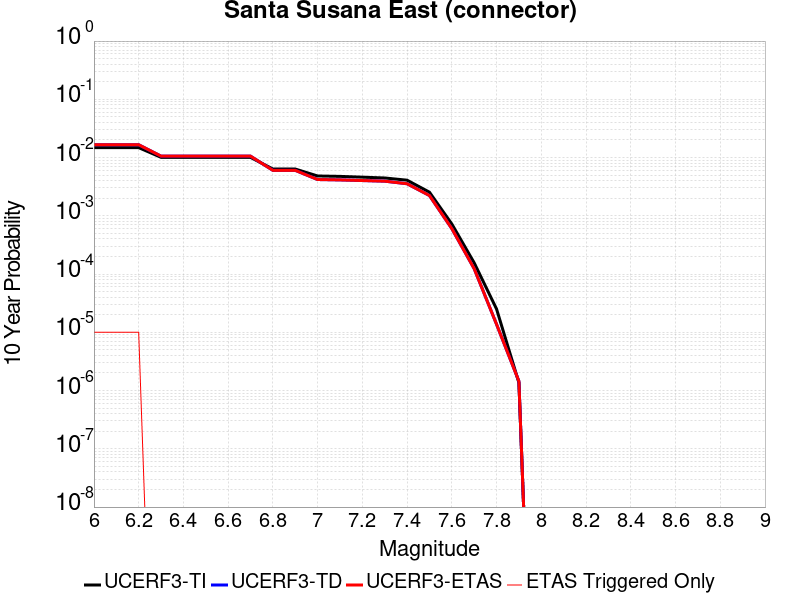 Santa Susana East (connector)
10^0
10^-1
10^-2
10^-3
10^-4
10^-5
10^-6
10^-7
10^-8
10 Year Probability
6 6.2 6.4 6.6 6.8 7 7.2 7.4 7.6 7.8 8 8.2 8.4 8.6 8.8 9
Magnitude
UCERF3-TI UCERF3-TD UCERF3-ETAS ETAS Triggered Only